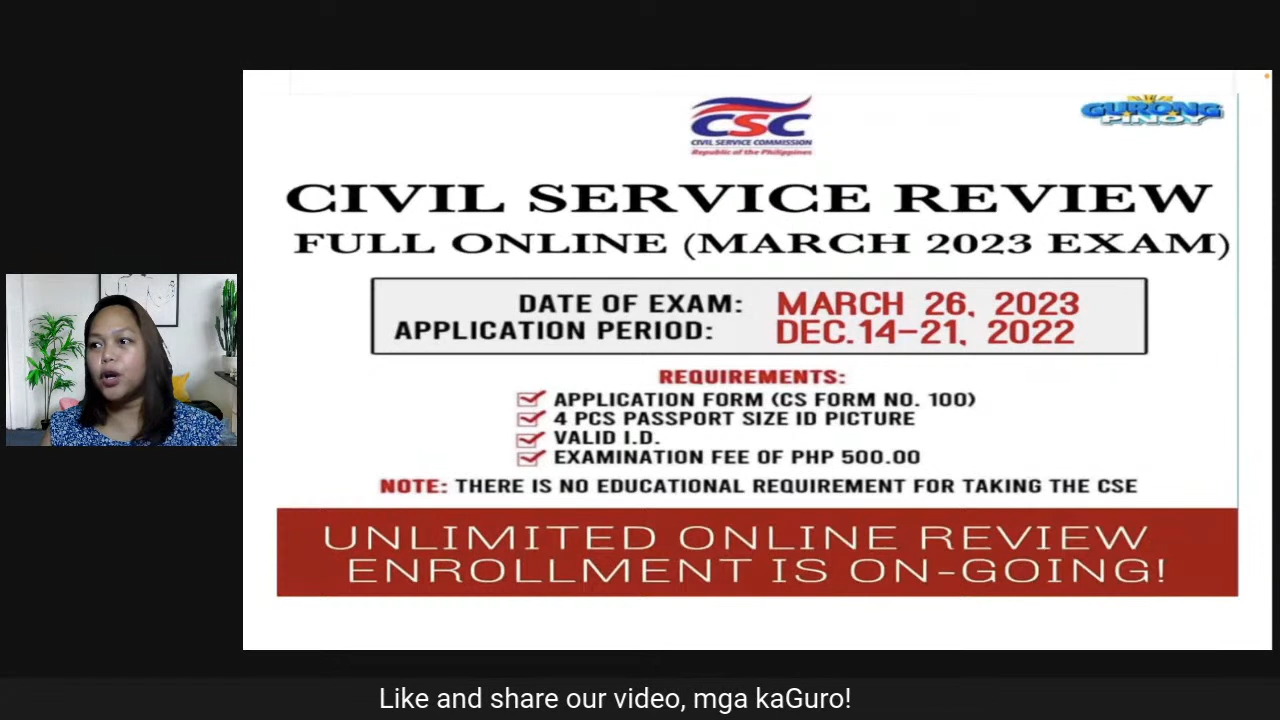 CSC
CIVIL SERVICE COMMISSION
Republic of the Philippines
GURONG
PINOY
CIVIL SERVICE REVIEW
FULL ONLINE (MARCH 2023 EXAM)
DATE OF EXAM: MARCH 26, 2023
APPLICATION PERIOD: DEC.14-21, 2022
REQUIREMENTS:
APPLICATION FORM (CS FORM NO. 100)
4 PCS PASSPORT SIZE ID PICTURE
VALID I.D.
EXAMINATION FEE OF PHP 500.00
NOTE: THERE IS NO EDUCATIONAL REQUIREMENT FOR TAKING THE CSE
UNLIMITED ONLINE REVIEW
ENROLLMENT IS ON-GOING!
Like and share our video, mga kaGuro!